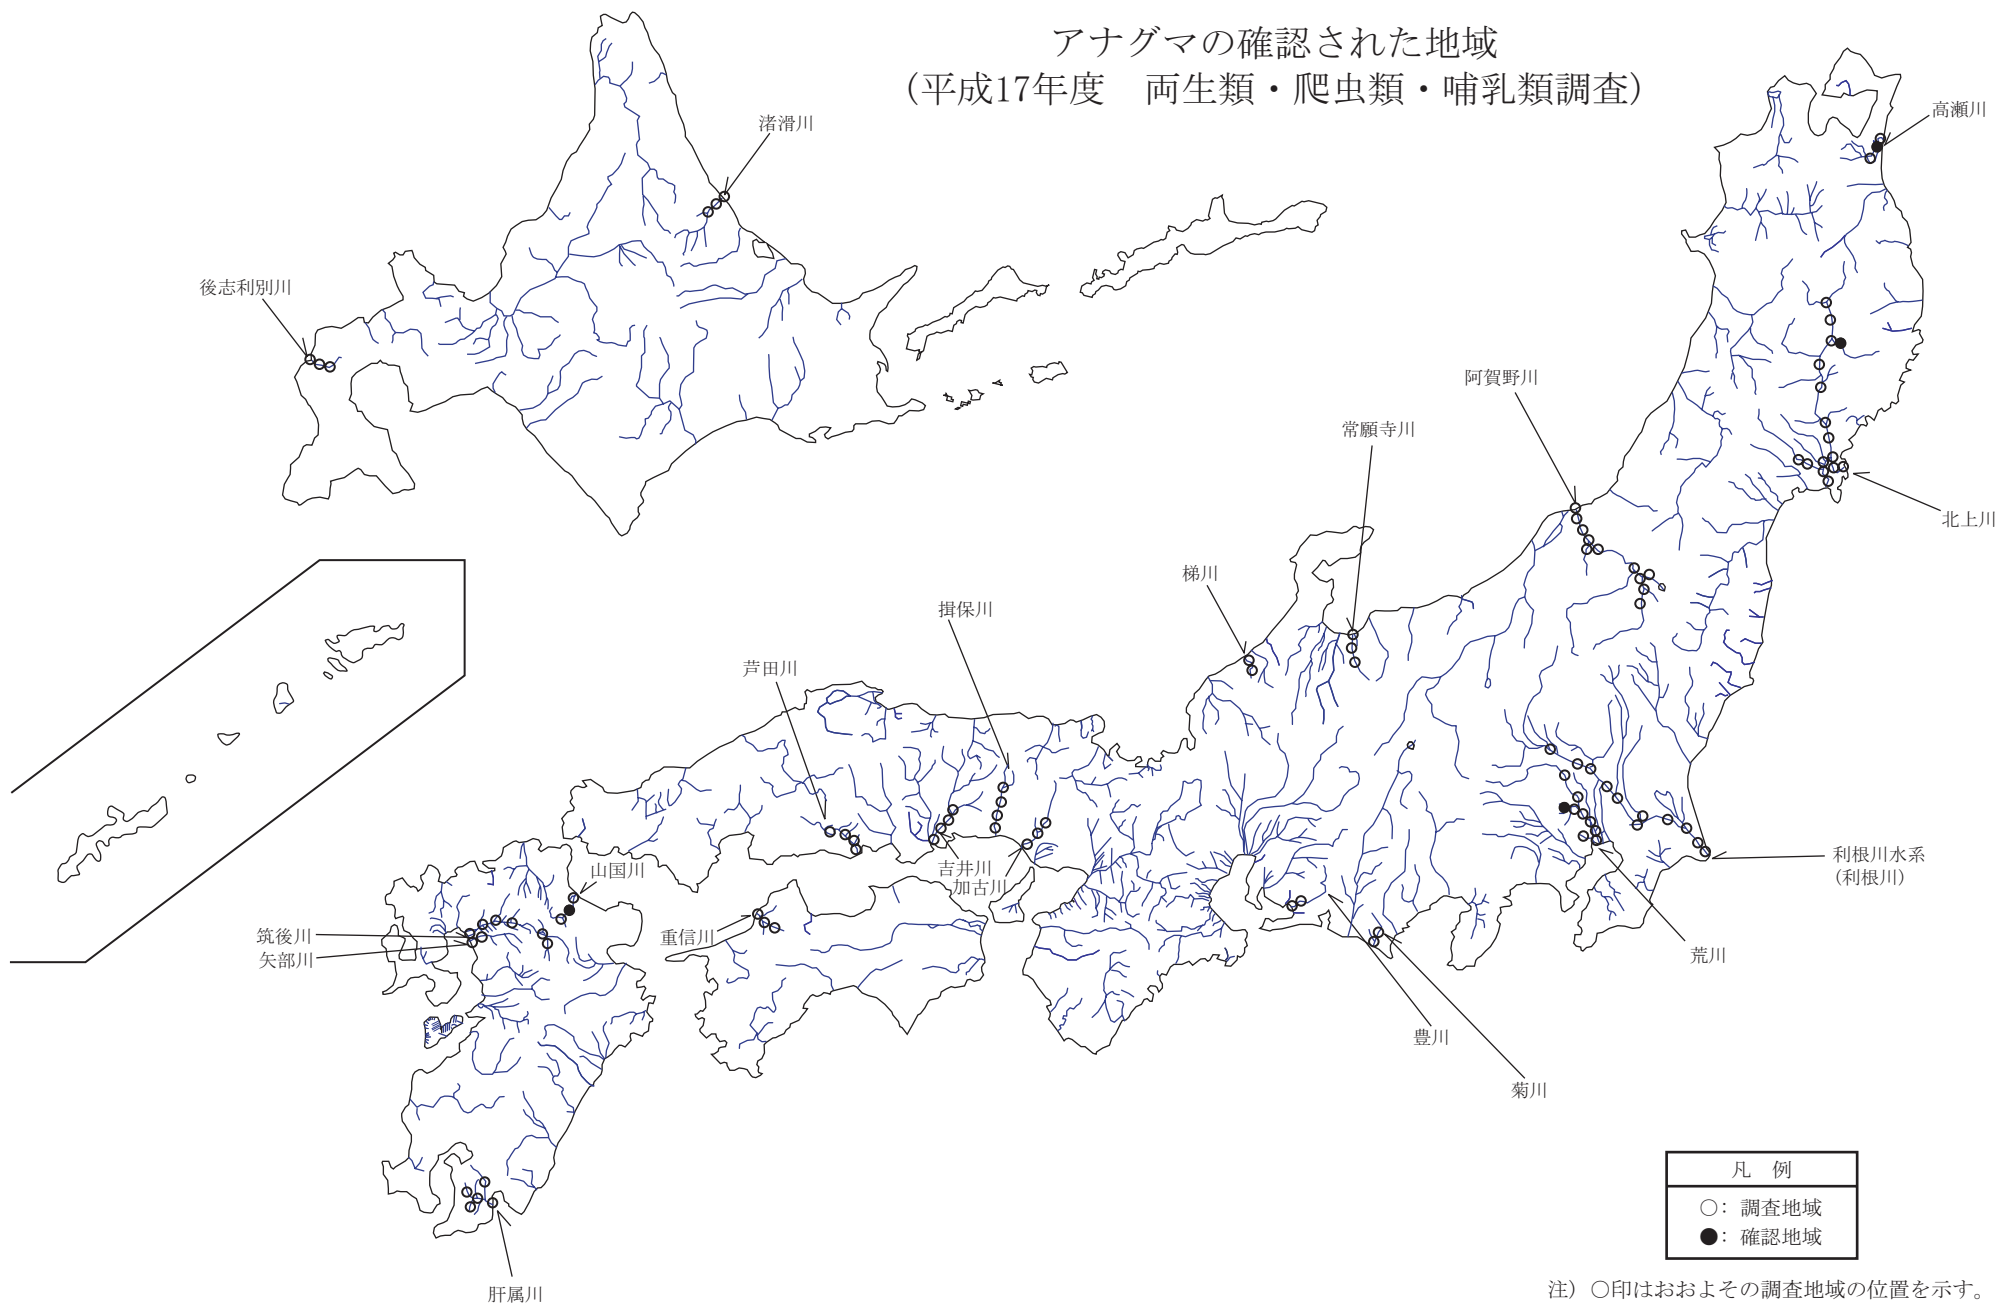 アナグマの確認された地域
(平成17年度　両生類・爬虫類・哺乳類調査)
渚滑川
高瀬川
後志利別川
阿賀野川
常願寺川
北上川
梯川
揖保川
芦田川
利根川水系
(利根川)
山国川
吉井川
加古川
筑後川
矢部川
重信川
荒川
豊川
菊川
肝属川
凡　例
○：調査地域
●：確認地域
注）○印はおおよその調査地域の位置を示す。